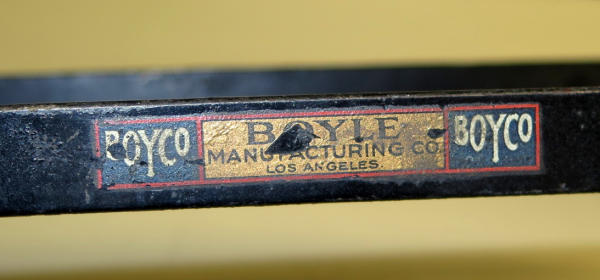 BOYCO
BOYLE
MANUFACTURING CO
LOS ANGELES
BOYCO